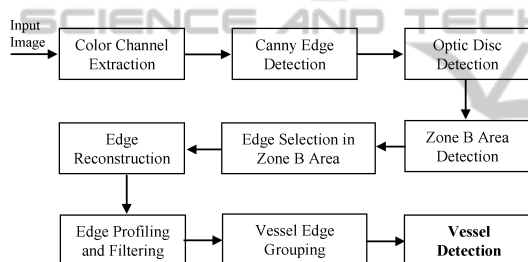 SCIENCE AND TECH
Input
Image
Color Channel
Extraction
Canny Edge
Detection
Optic Disc
Detection
Zone B Area
Detection
Edge Selection in
Zone B Area
Edge
Reconstruction
Edge Profiling
and Filtering
Vessel Edge
Grouping
Vessel
Detection